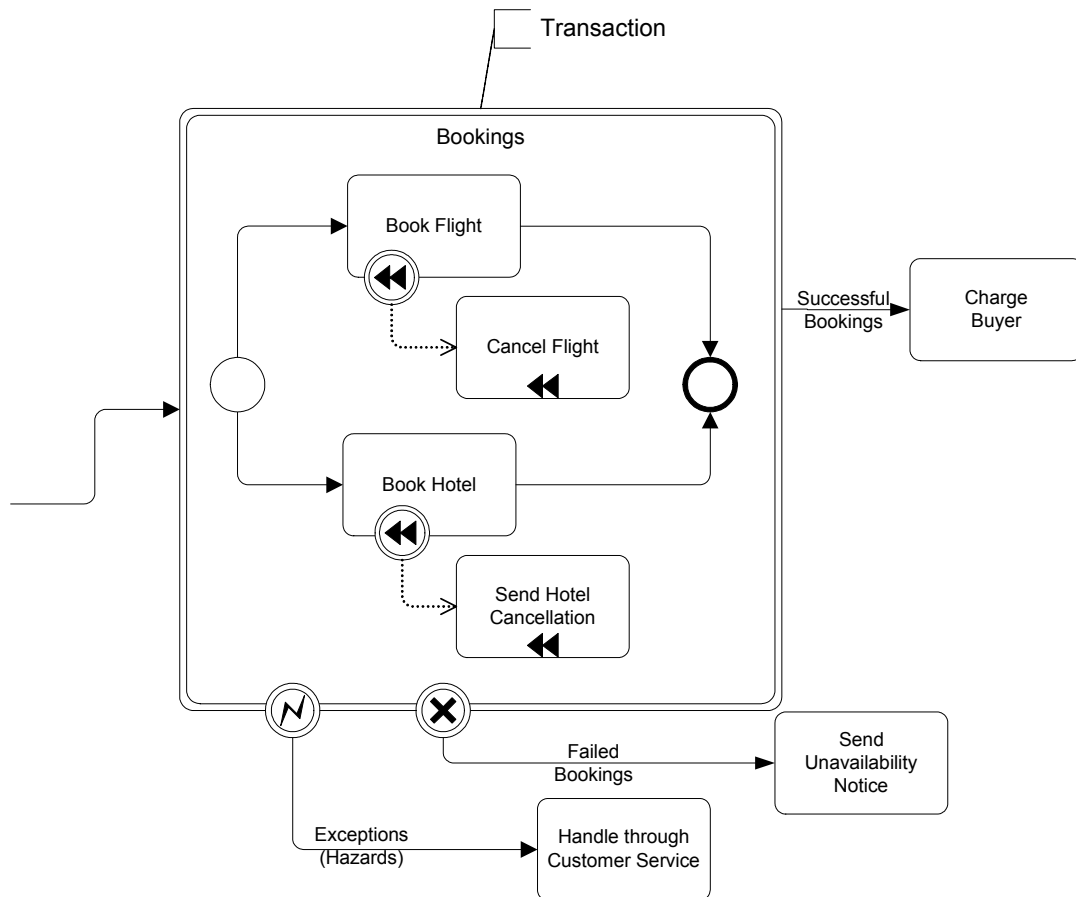 Transaction
Bookings
Book Flight
Cancel Flight
Successful
Bookings
Charge
Buyer
Book Hotel
Send Hotel
Cancellation
Failed
Bookings
Send
Unavailability
Notice
Exceptions
(Hazards)
Handle through
Customer Service